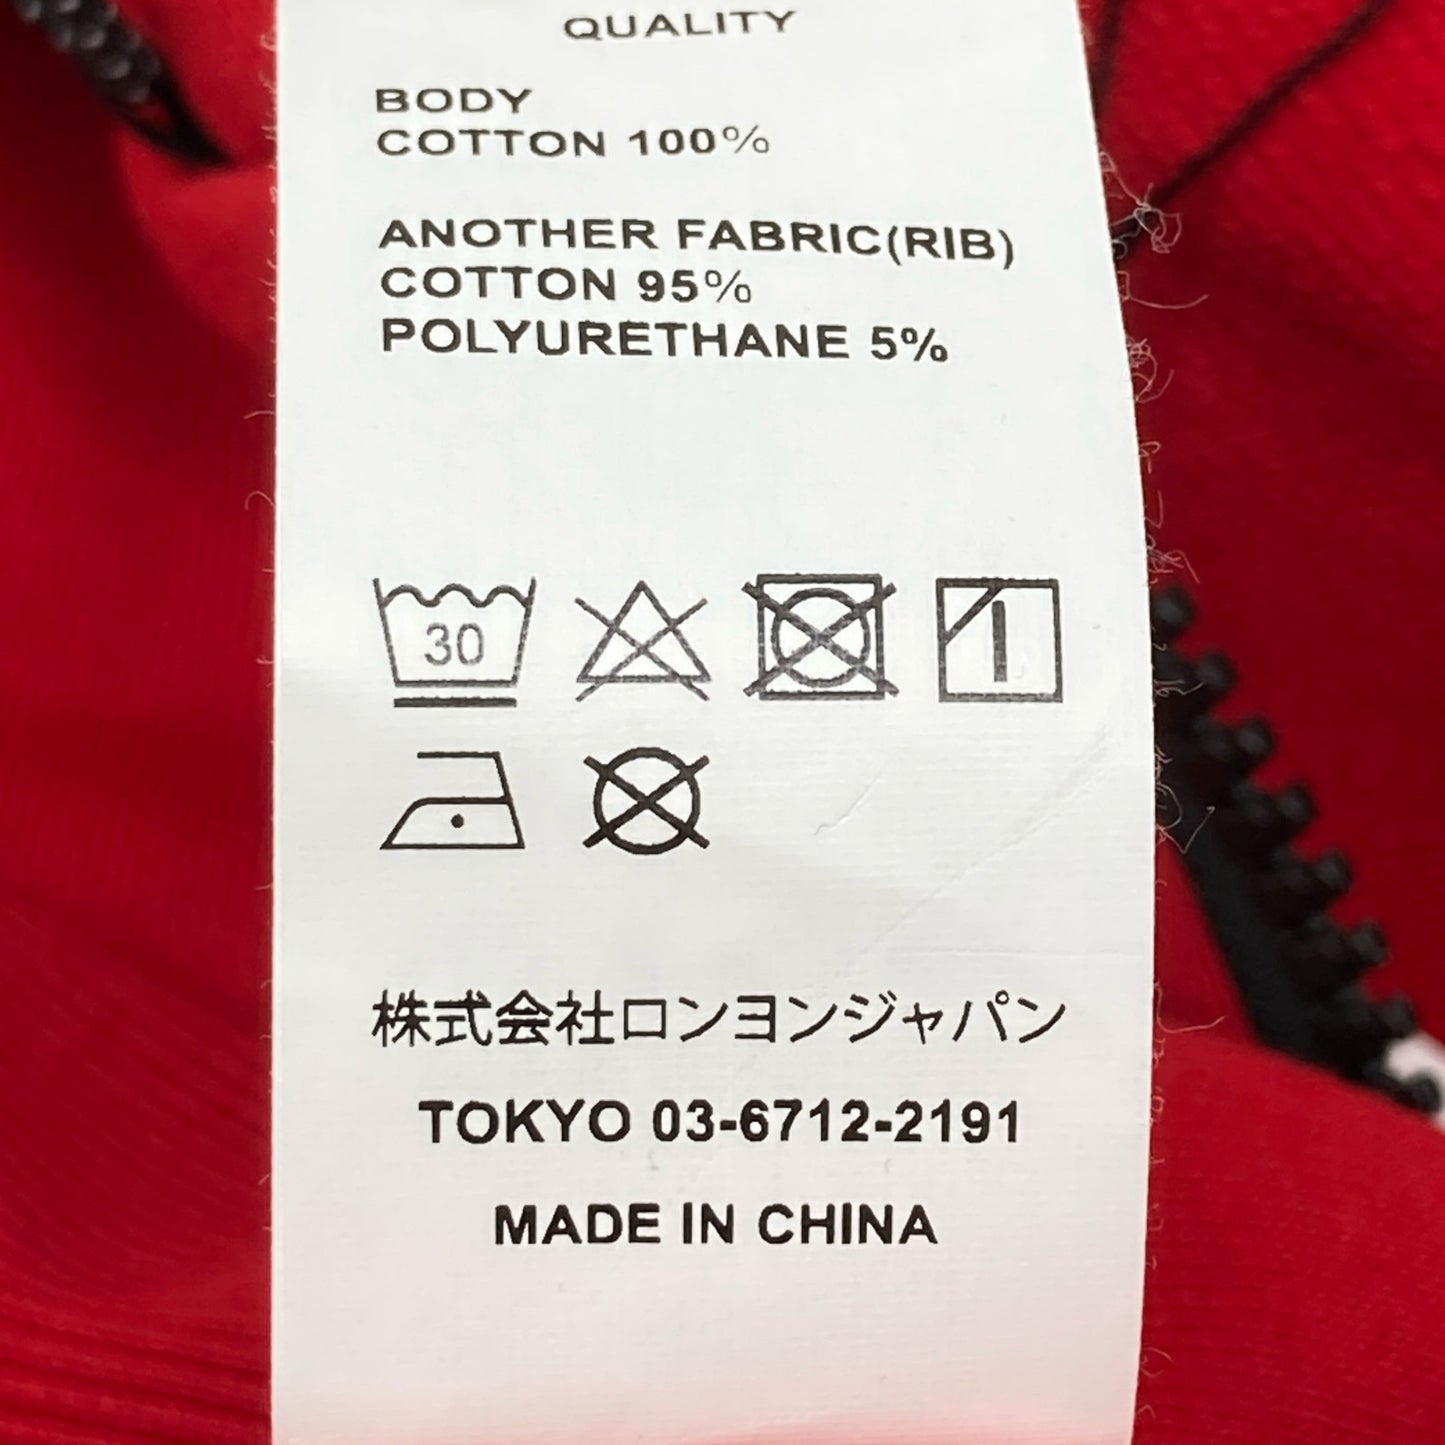 QUALITY
BODY
COTTON 100%
ANOTHER FABRIC(RIB)
COTTON 95%
POLYURETHANE 5%
30
株式会社ロンヨンジャパン
TOKYO 03-6712-2191
MADE IN CHINA